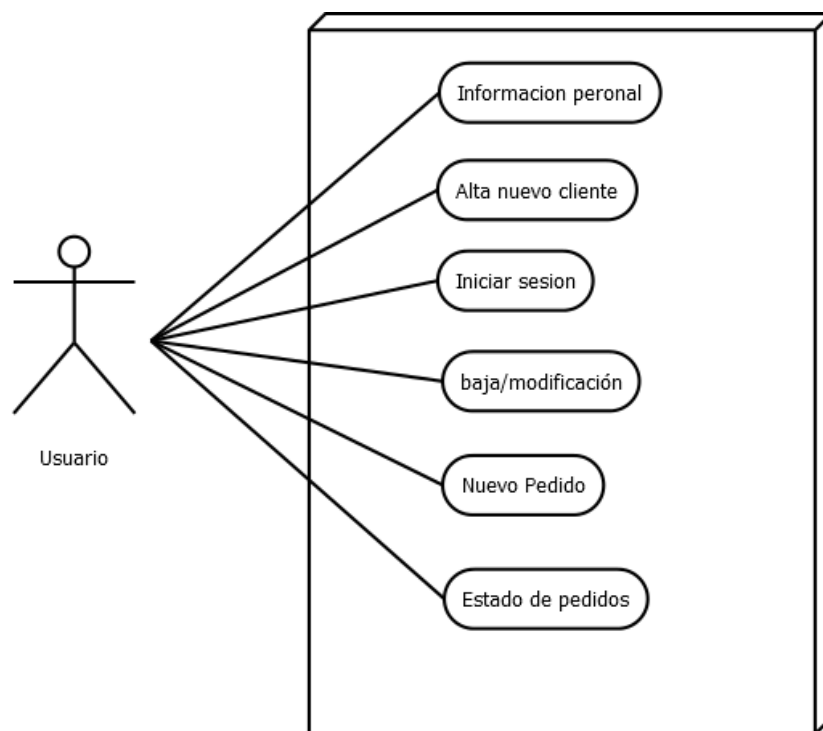 Informacion peronal
Alta nuevo cliente
Iniciar sesion
baja/modificación
Usuario
Nuevo Pedido
Estado de pedidos